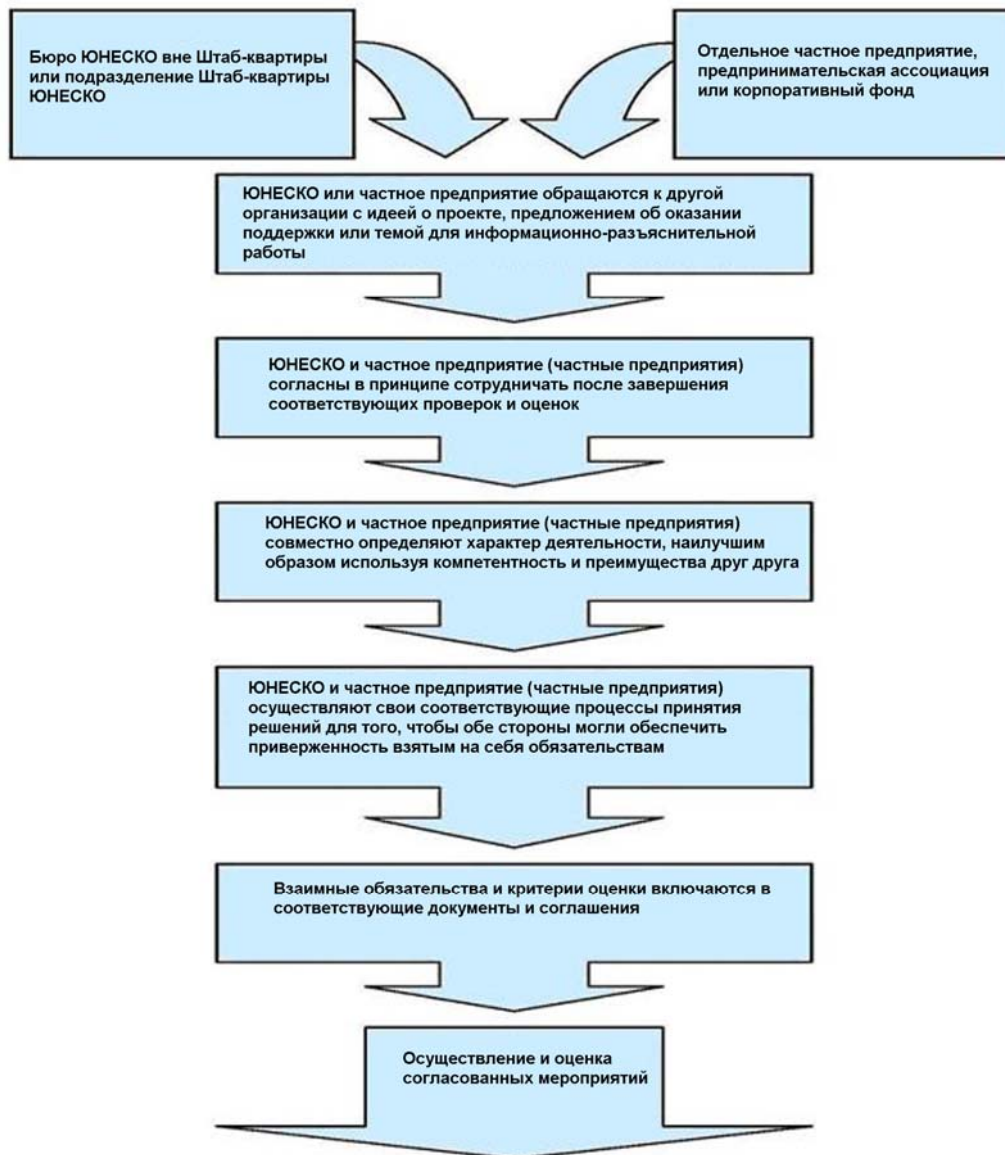 Бюро ЮНЕСКО вне Штаб-квартиры
или подразделение Штаб-квартиры
ЮНЕСКО
Отдельное частное предприятие,
предпринимательская ассоциация
или корпоративный фонд
ЮНЕСКО или частное предприятие обращаются к другой
организации с идеей о проекте, предложением об оказании
поддержки или темой для информационно-разъяснительной
работы
ЮНЕСКО и частное предприятие (частные предприятия)
согласны в принципе сотрудничать после завершения
соответствующих проверок и оценок
ЮНЕСКО и частное предприятие (частные предприятия)
совместно определяют характер деятельности, наилучшим
образом используя компетентность и преимущества друг друга
ЮНЕСКО и частное предприятие (частные предприятия)
осуществляют свои соответствующие процессы принятия
решений для того, чтобы обе стороны могли обеспечить
приверженность взятым на себя обязательствам
Взаимные обязательства и критерии оценки включаются в
соответствующие документы и соглашения
Осуществление и оценка
согласованных мероприятий